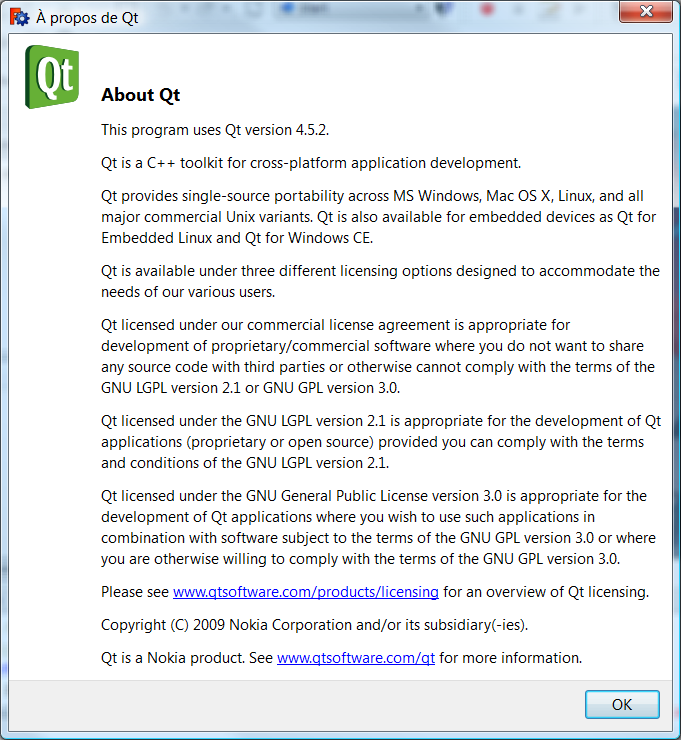 À propos de Qt
Qt
About Qt
This program uses Qt version 4.5.2.
Qt is a C++ toolkit for cross-platform application development.
Qt provides single-source portability across MS Windows, Mac OS X, Linux, and all
major commercial Unix variants. Qt is also available for embedded devices as Qt for
Embedded Linux and Qt for Windows CE.
Qt is available under three different licensing options designed to accommodate the
needs of our various users.
Qt licensed under our commercial license agreement is appropriate for
development of proprietary/commercial software where you do not want to share
any source code with third parties or otherwise cannot comply with the terms of the
GNU LGPL version 2.1 or GNU GPL version 3.0.
Qt licensed under the GNU LGPL version 2.1 is appropriate for the development of Qt
applications (proprietary or open source) provided you can comply with the terms
and conditions of the GNU LGPL version 2.1.
Qt licensed under the GNU General Public License version 3.0 is appropriate for the
development of Qt applications where you wish to use such applications in
combination with software subject to the terms of the GNU GPL version 3.0 or where
you are otherwise willing to comply with the terms of the GNU GPL version 3.0.
Please see www.qtsoftware.com/products/licensing for an overview of Qt licensing.
Copyright (C) 2009 Nokia Corporation and/or its subsidiary(-ies).
Qt is a Nokia product. See www.qtsoftware.com/qt for more information.
OK